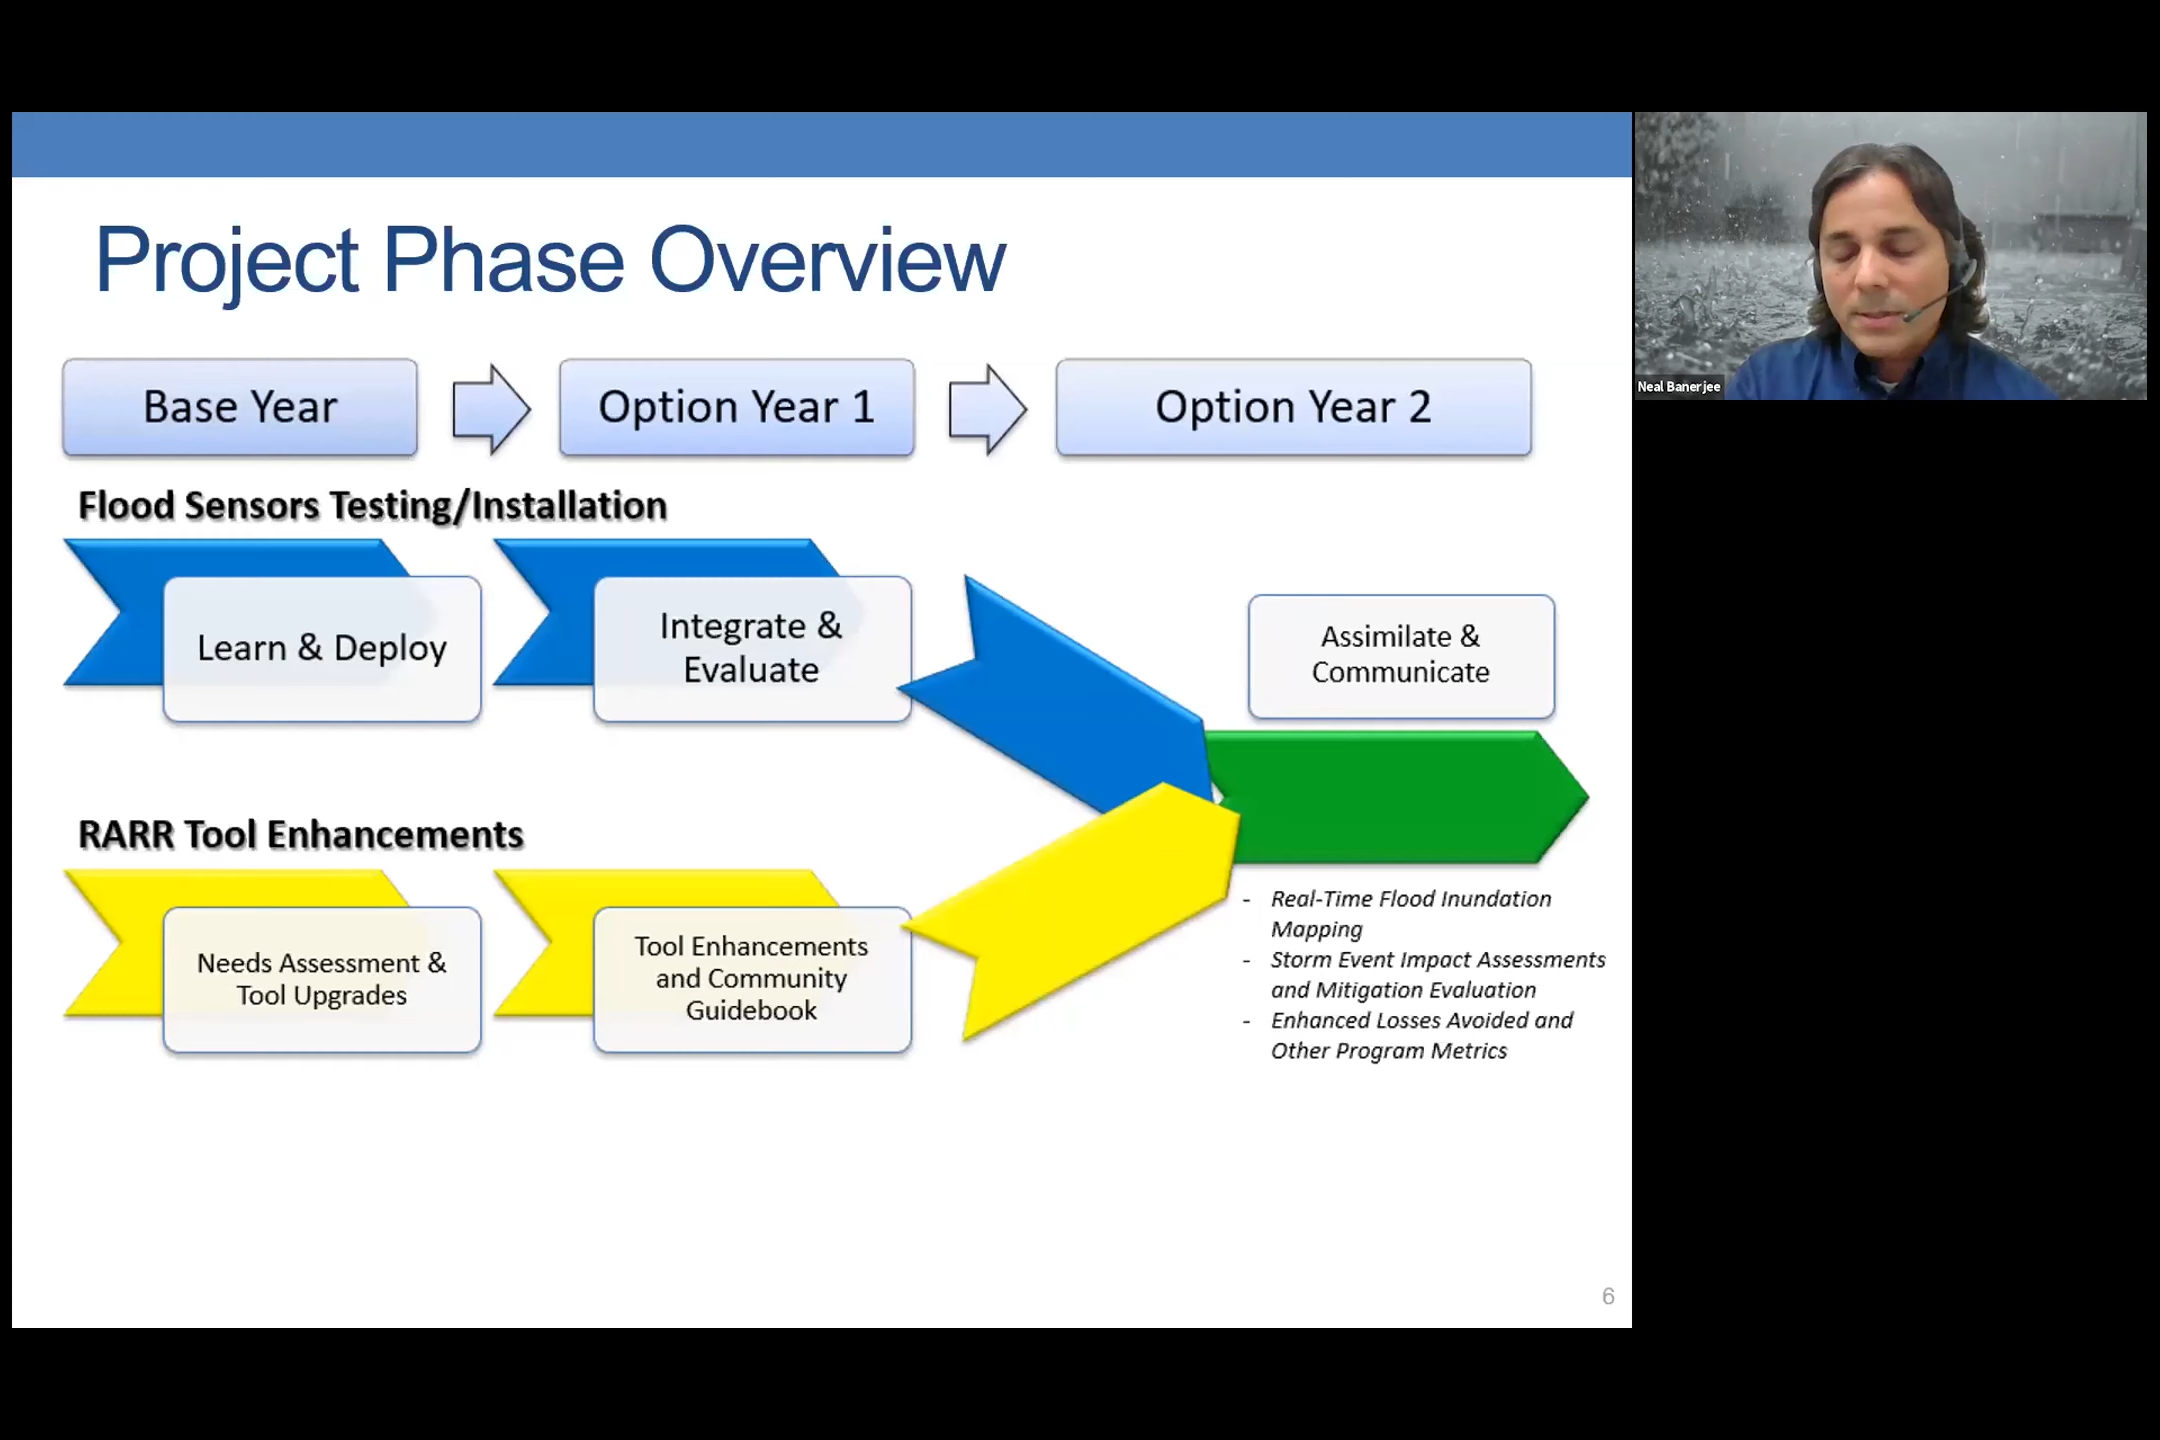 Project Phase Overview
Neal Banerjee
Base Year
Option Year 1
Option Year 2
Flood Sensors Testing/Installation
Learn & Deploy
Integrate &
Evaluate
Assimilate &
Communicate
RARR Tool Enhancements
Needs Assessment &
Tool Upgrades
Tool Enhancements
and Community
Guidebook
- Real-Time Flood Inundation
Mapping
- Storm Event Impact Assessments
and Mitigation Evaluation
- Enhanced Losses Avoided and
Other Program Metrics
6